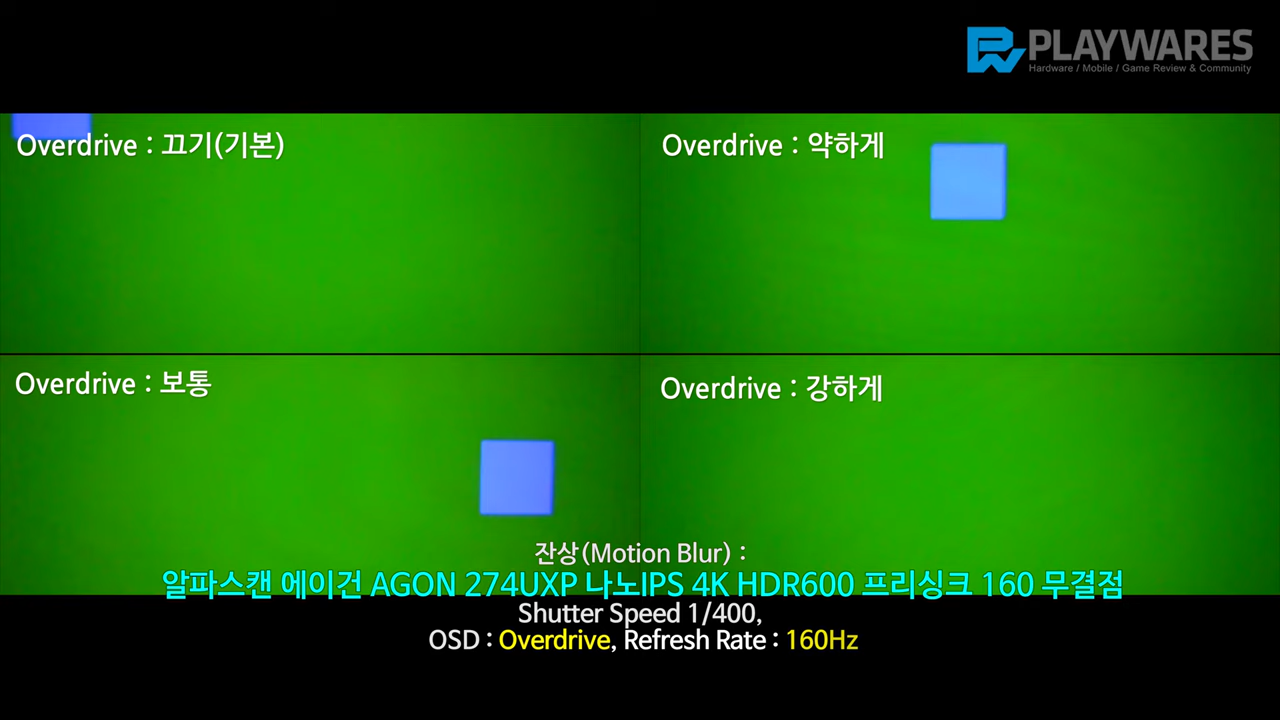 PLAYWARES
Hardware / Mobile / Game Review & Community
Overdrive : 끄기(기본)
Overdrive : 약하게
Overdrive : 보통
Overdrive : 강하게
잔상(Motion Blur) :
알파스캔 에이건 AGON 274UXP 나노IPS 4K HDR600 프리싱크 160 무결점
Shutter Speed 1/400,
OSD : Overdrive, Refresh Rate : 160Hz